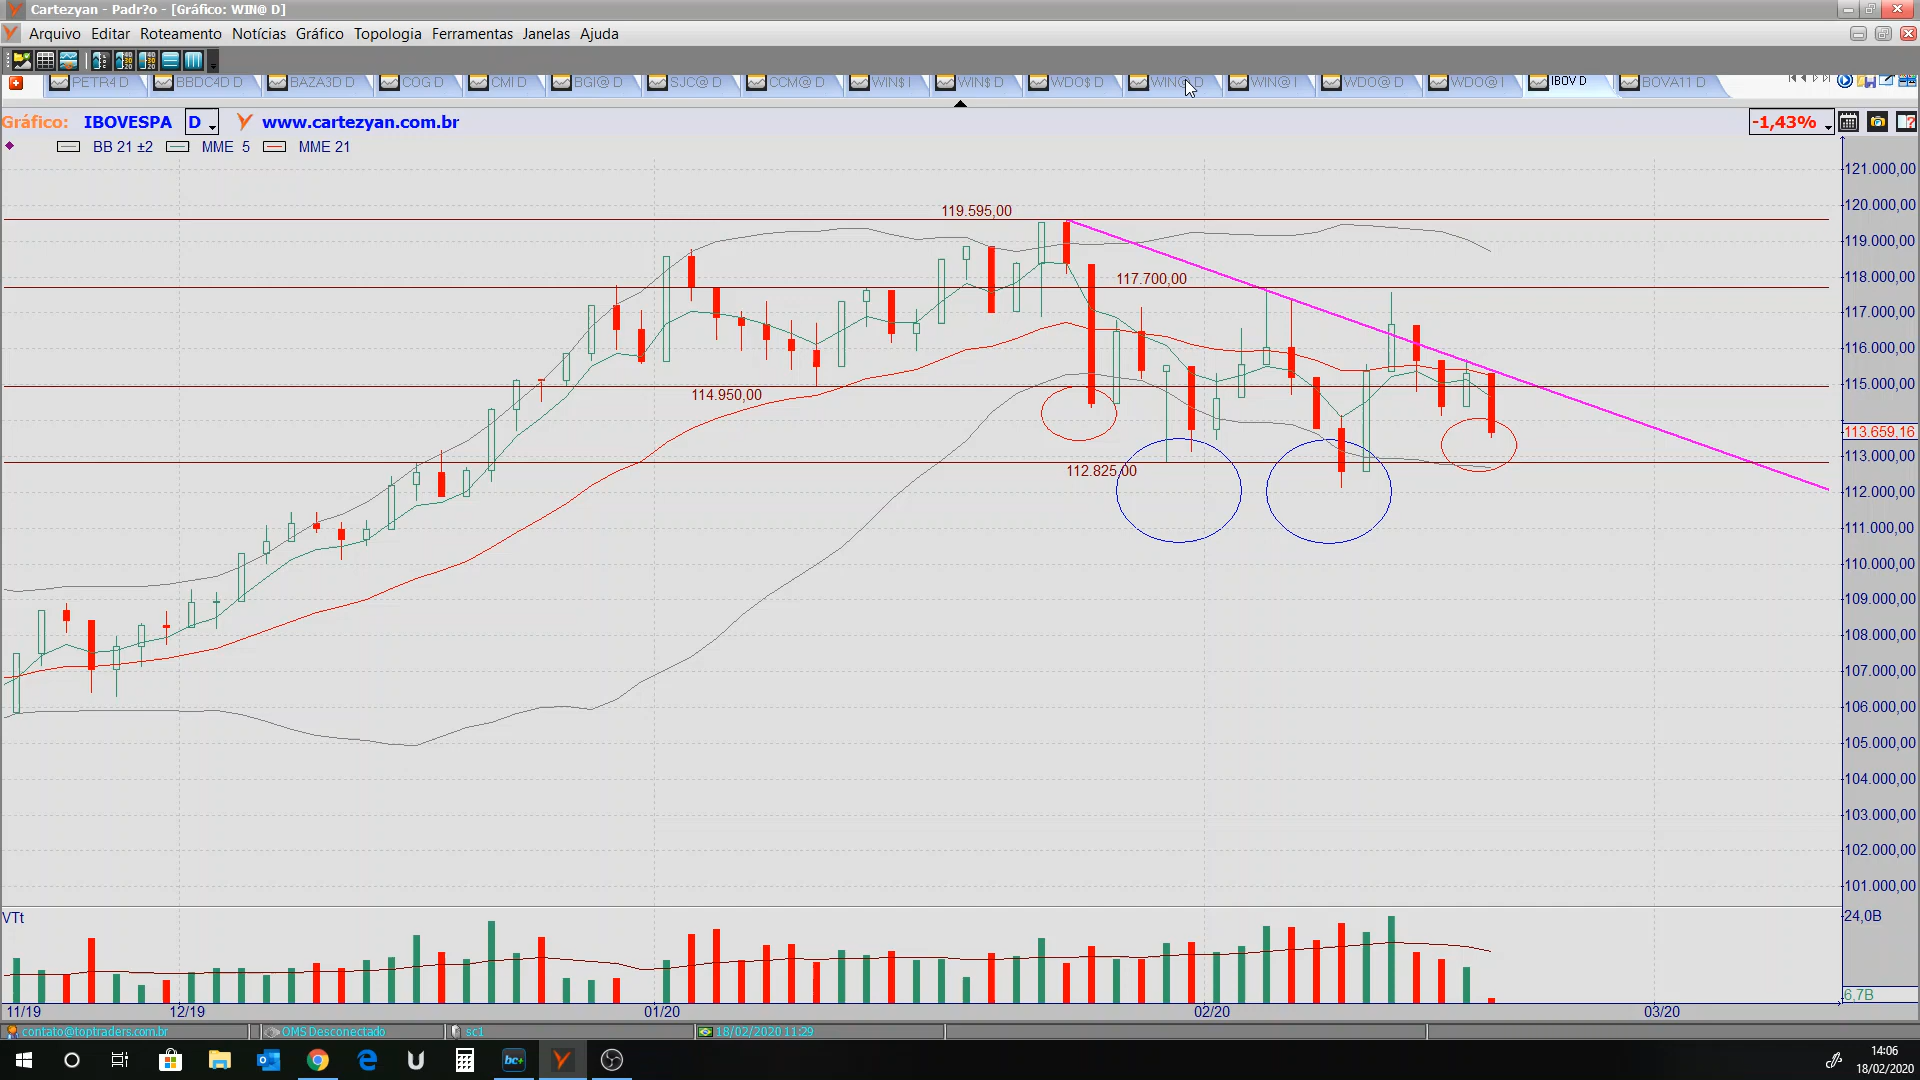 Cartezyan - Padr?o - [Gráfico: WIN@ D]
Arquivo Editar Roteamento Notícias Gráfico Topologia Ferramentas Janelas Ajuda
PETR4 D BBDC4D D BAZA3D D COG D CMI D BGI@ D SJC@ D CCM@ D WIN$ I WIN$ D WDO$ D WIN@ D WIN@ I WDO@ D WDO@ I IBOV D BOVA11 D
Gráfico: IBOVESPA D www.cartezyan.com.br -1,43%
BB 21 ±2 MME 5 MME 21
121.000,00
120.000,00
119.595,00
119.000,00
118.000,00
117.700,00
117.000,00
116.000,00
115.000,00
114.950,00
113.659,16
113.000,00
112.825,00
112.000,00
111.000,00
110.000,00
109.000,00
108.000,00
107.000,00
106.000,00
105.000,00
104.000,00
103.000,00
102.000,00
101.000,00
VTt
24,0B
6,7B
11/19 12/19 01/20 02/20 03/20
contato@toptraders.com.br OMS Desconectado sc1 18/02/2020 11:29
bc+
14:06
18/02/2020